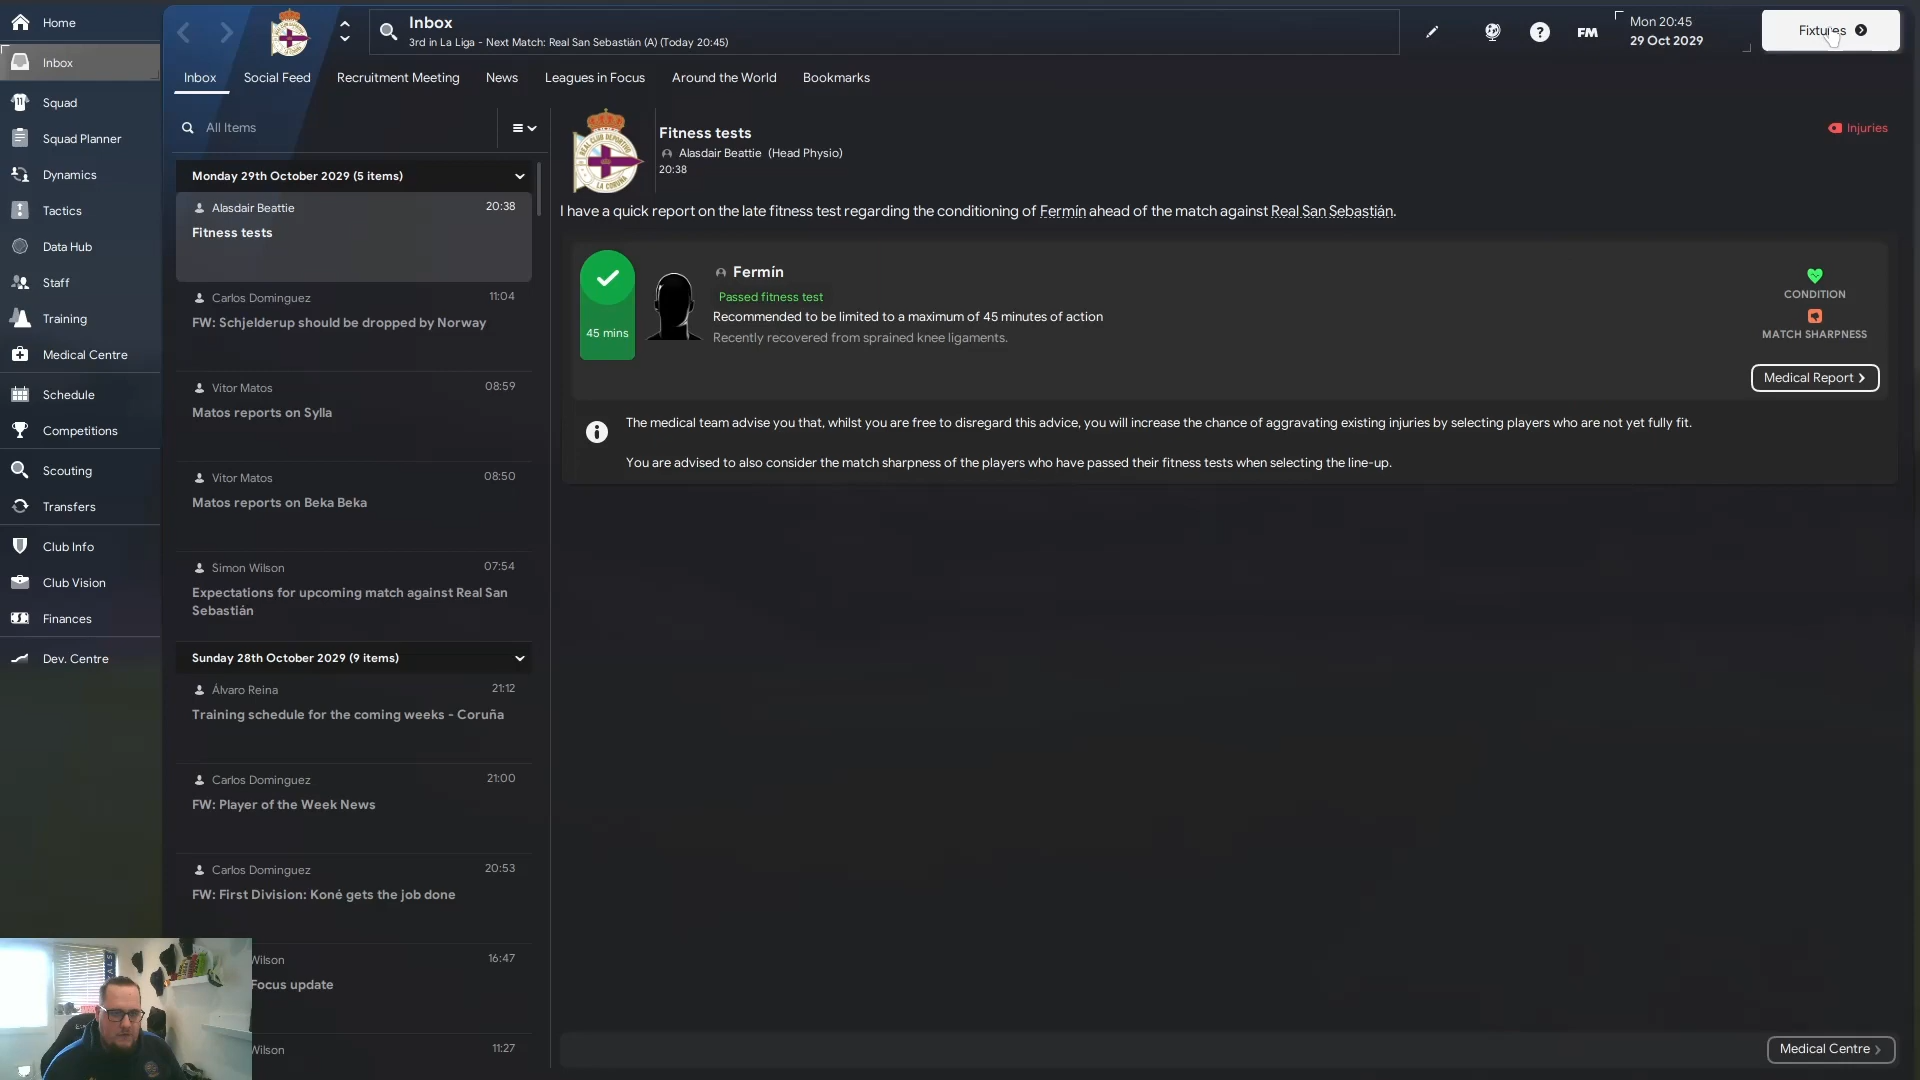 Home
Inbox
Squad
Squad Planner
Dynamics
Tactics
Data Hub
Staff
Training
Medical Centre
Schedule
Competitions
Scouting
Transfers
Club Info
Club Vision
Finances
Dev. Centre
Inbox
3rd in La Liga - Next Match: Real San Sebastián (A) (Today 20:45)
FM
Mon 20:45
29 Oct 2029
Fixtures
Inbox
Social Feed
Recruitment Meeting
News
Leagues in Focus
Around the World
Bookmarks
All Items
Monday 29th October 2029 (5 items)
Alasdair Beattie 20:38
Fitness tests
Carlos Dominguez 11:04
FW: Schjelderup should be dropped by Norway
Vítor Matos 08:59
Matos reports on Sylla
Vítor Matos 08:50
Matos reports on Beka Beka
Simon Wilson 07:54
Expectations for upcoming match against Real San
Sebastián
Sunday 28th October 2029 (9 items)
Álvaro Reina 21:12
Training schedule for the coming weeks - Coruña
Carlos Dominguez 21:00
FW: Player of the Week News
Carlos Dominguez 20:53
FW: First Division: Koné gets the job done
Wilson 16:47
Focus update
Wilson 11:27
Fitness tests
Alasdair Beattie (Head Physio)
20:38
Injuries
I have a quick report on the late fitness test regarding the conditioning of Fermín ahead of the match against Real San Sebastián.
45 mins
Fermín
Passed fitness test
Recommended to be limited to a maximum of 45 minutes of action
Recently recovered from sprained knee ligaments.
CONDITION
MATCH SHARPNESS
Medical Report
The medical team advise you that, whilst you are free to disregard this advice, you will increase the chance of aggravating existing injuries by selecting players who are not yet fully fit.
You are advised to also consider the match sharpness of the players who have passed their fitness tests when selecting the line-up.
Medical Centre